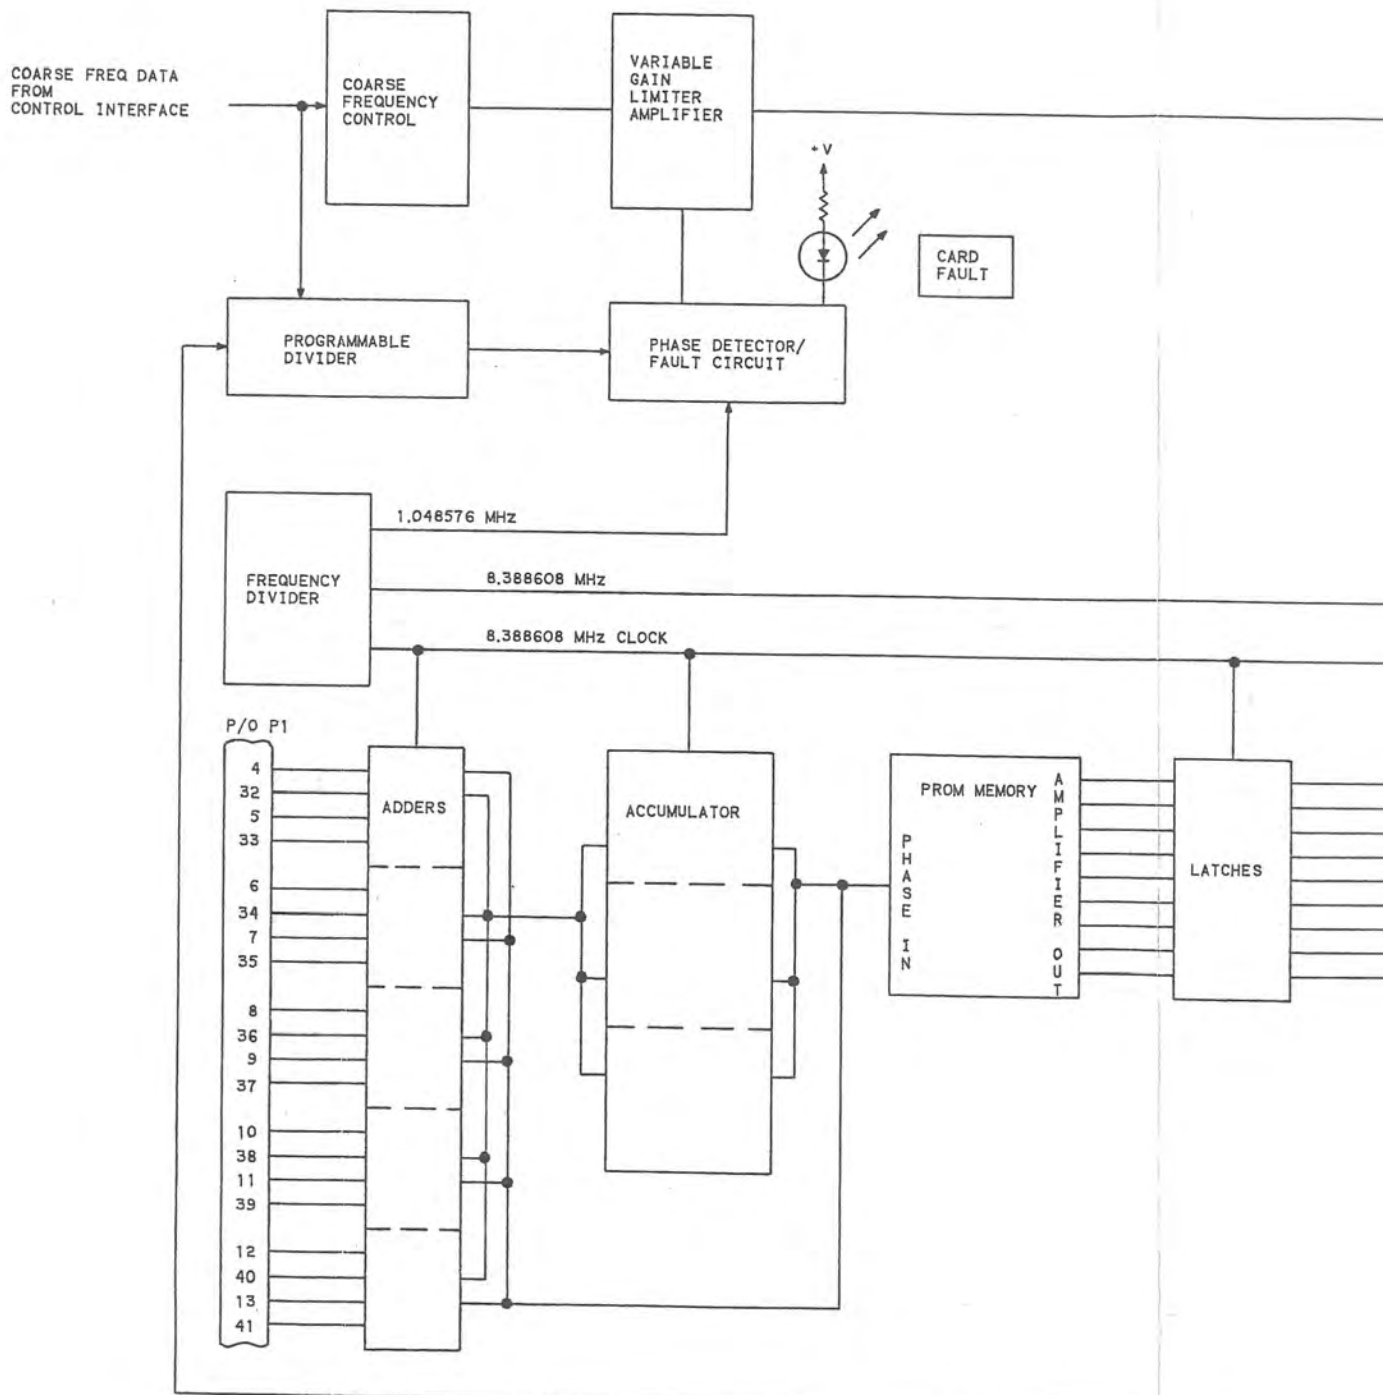 COARSE FREQ DATA
FROM
CONTROL INTERFACE
COARSE
FREQUENCY
CONTROL
VARIABLE
GAIN
LIMITER
AMPLIFIER
+V
CARD
FAULT
PROGRAMMABLE
DIVIDER
PHASE DETECTOR/
FAULT CIRCUIT
FREQUENCY
DIVIDER
1.048576 MHz
8.388608 MHz
8.388608 MHz CLOCK
P/O P1
4
32
5
33
6
34
7
35
8
36
9
37
10
38
11
39
12
40
13
41
ADDERS
ACCUMULATOR
PROM MEMORY
PHASE IN
AMPLIFIER OUT
LATCHES